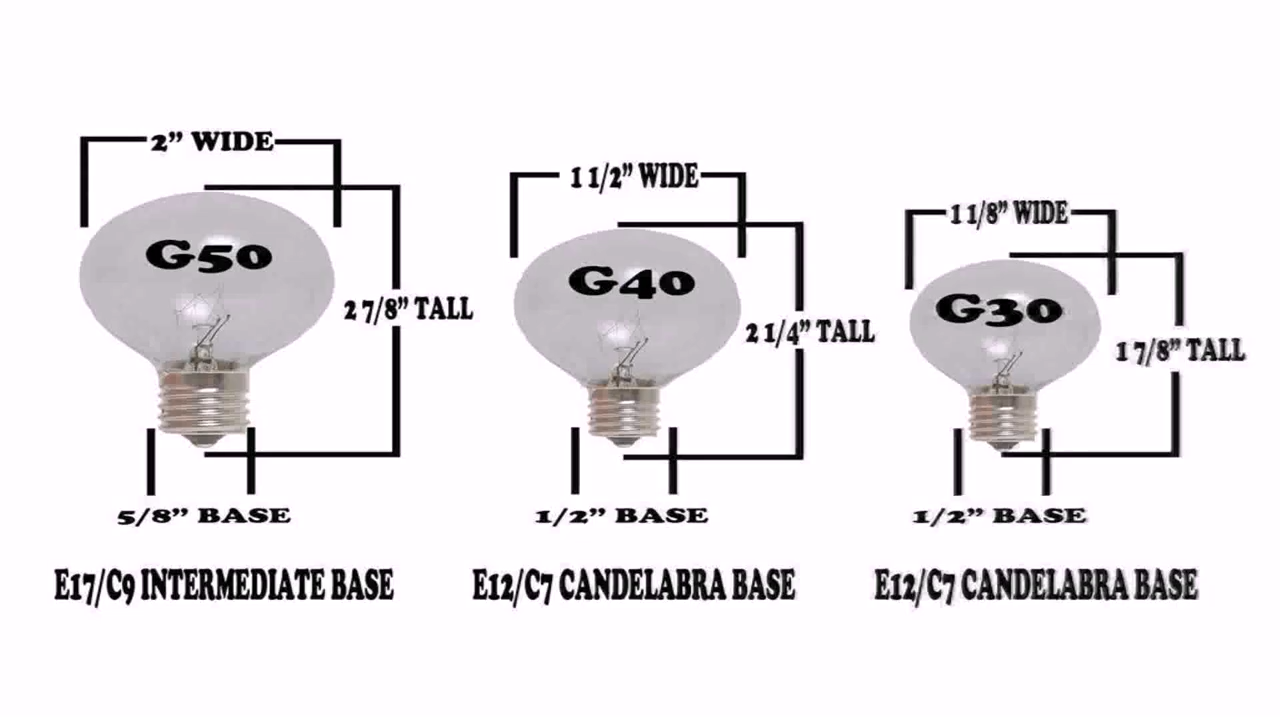 2” WIDE
G50
2 7/8” TALL
5/8” BASE
E17/C9 INTERMEDIATE BASE
1 1/2” WIDE
G40
2 1/4” TALL
1/2” BASE
E12/C7 CANDELABRA BASE
1 1/8” WIDE
G30
1 7/8” TALL
1/2” BASE
E12/C7 CANDELABRA BASE